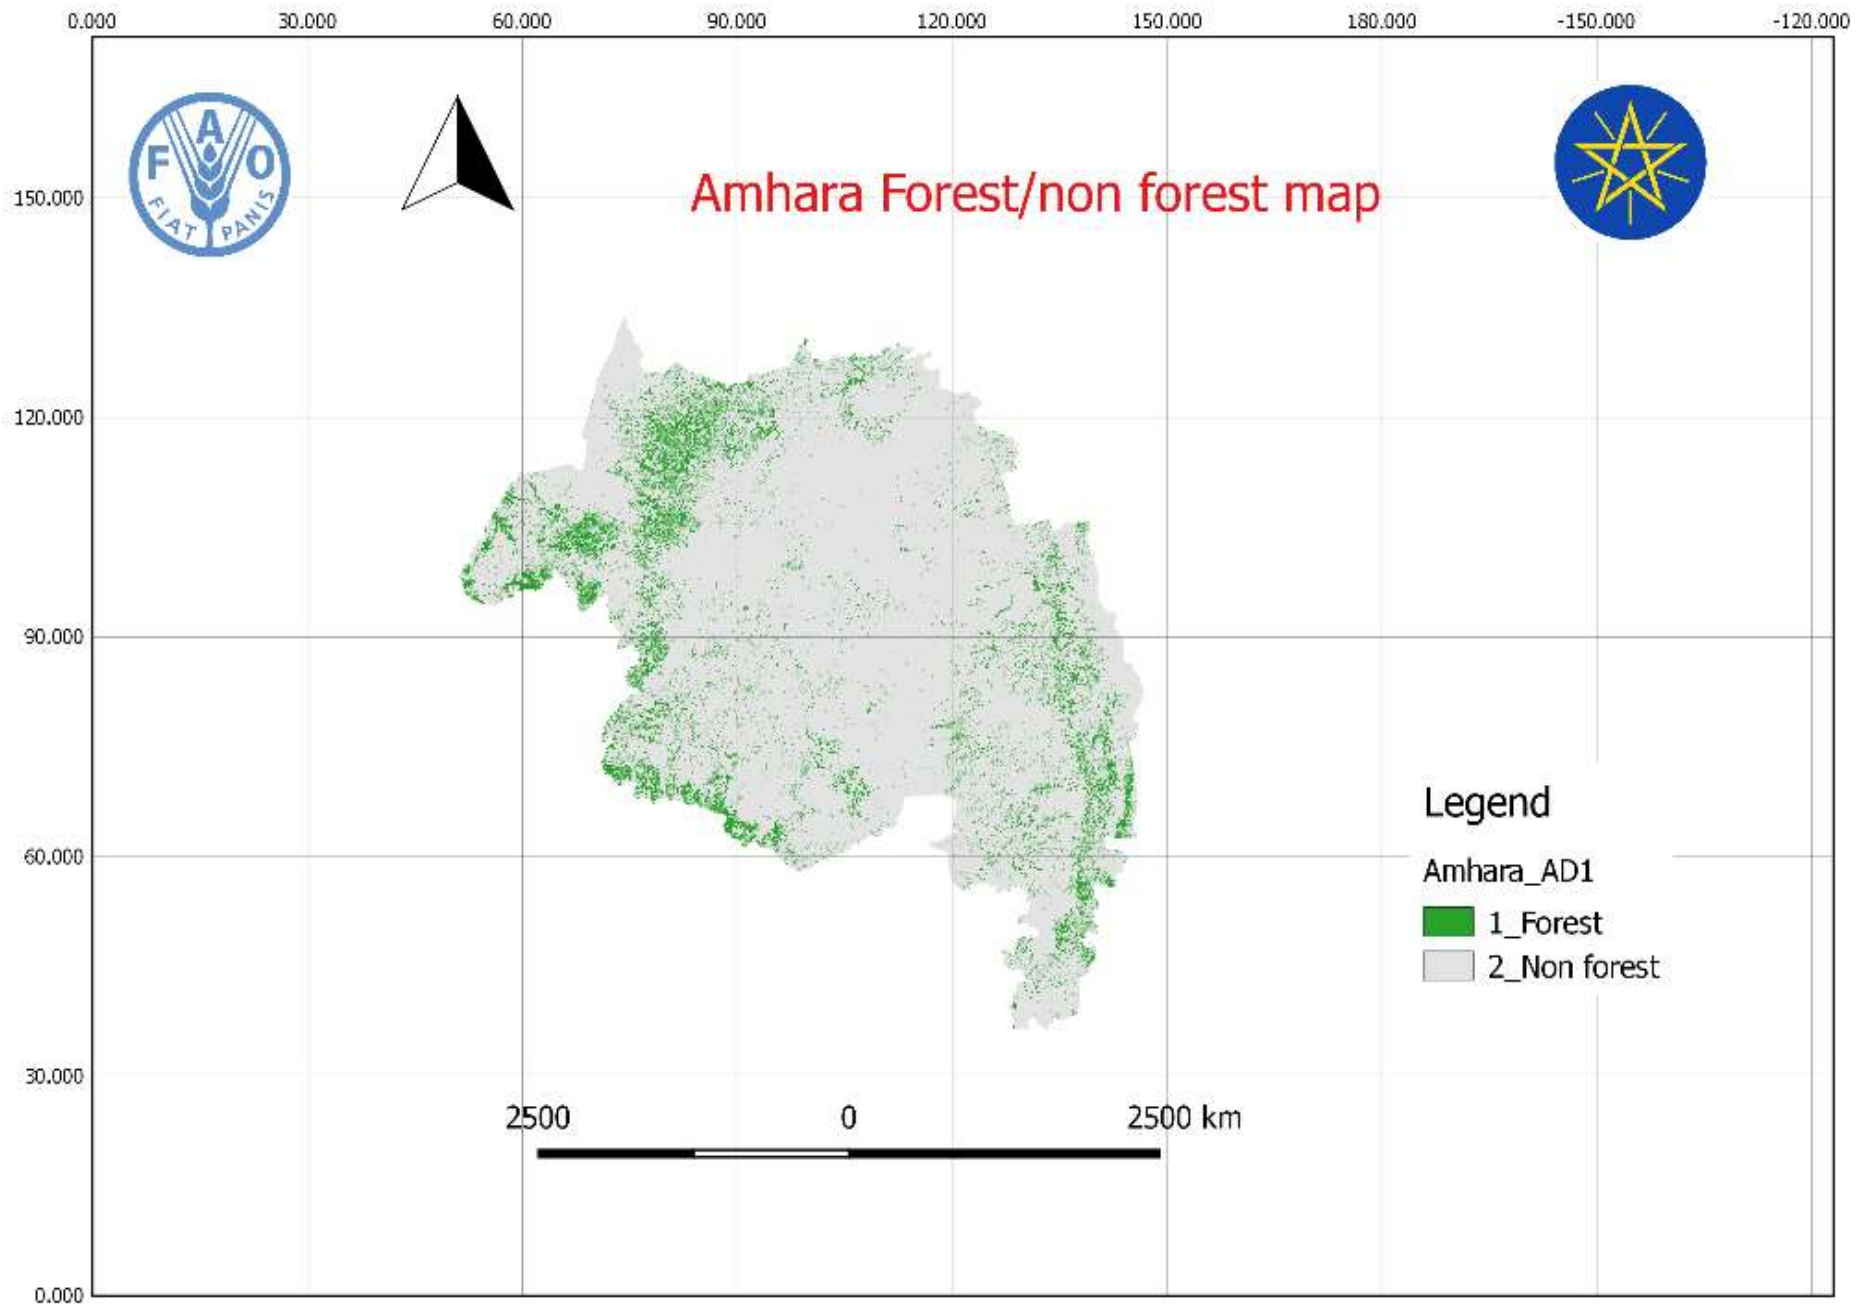 0.000 30.000 60.000 90.000 120.000 150.000 180.000 -150.000 -120.000
F A O
FIAT PANIS
Amhara Forest/non forest map
150.000
120.000
90.000
60.000
30.000
0.000
Legend
Amhara_AD1
1_Forest
2_Non forest
2500 0 2500 km